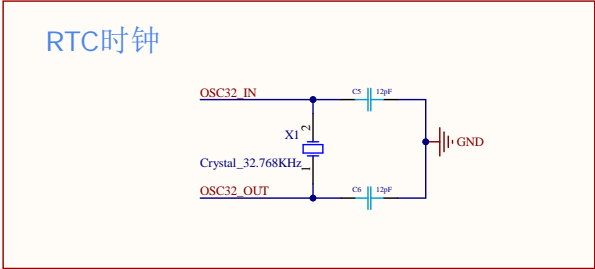 RTC时钟
OSC32_IN
C5 12pF
X1
2
GND
Crystal_32.768KHz
1
OSC32_OUT
C6 12pF